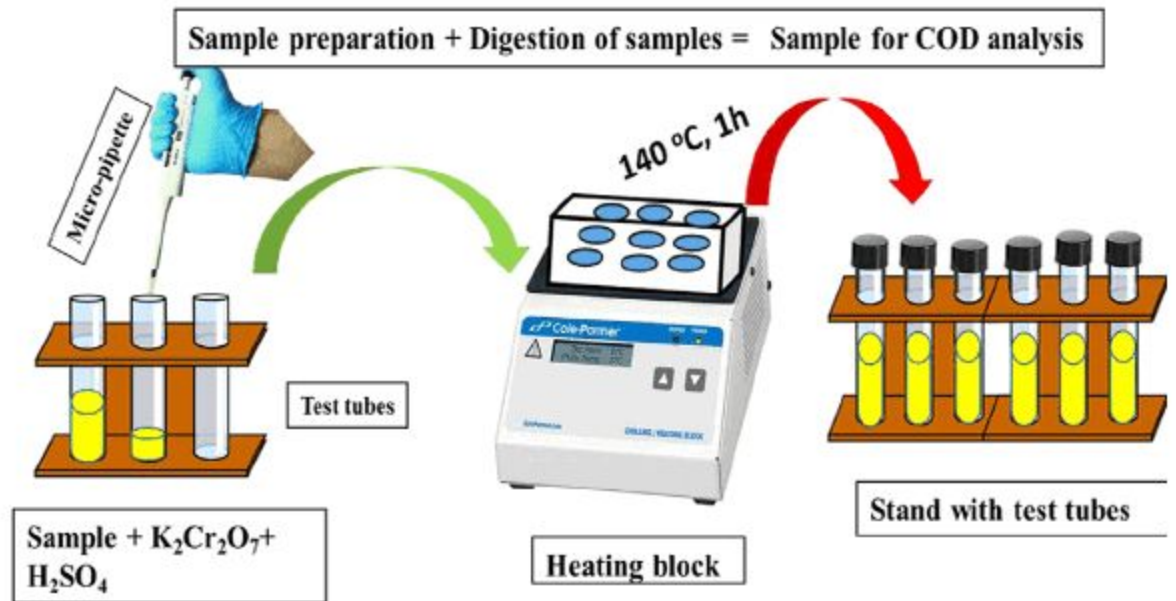 Sample preparation + Digestion of samples = Sample for COD analysis
Micro-pipette
140 °C, 1h
Cole-Parmer
Test tubes
Sample + K₂Cr₂O₇+
H₂SO₄
Heating block
Stand with test tubes